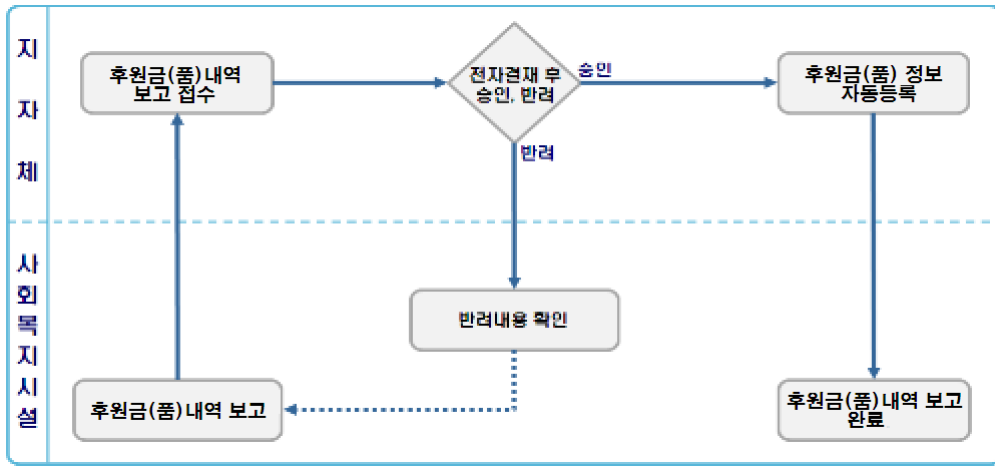 지자체
후원금(품)내역
보고 접수
전자결재 후
승인, 반려
승인
후원금(품) 정보
자동등록
반려
사회복지시설
반려내용 확인
후원금(품)내역 보고
후원금(품)내역 보고
완료